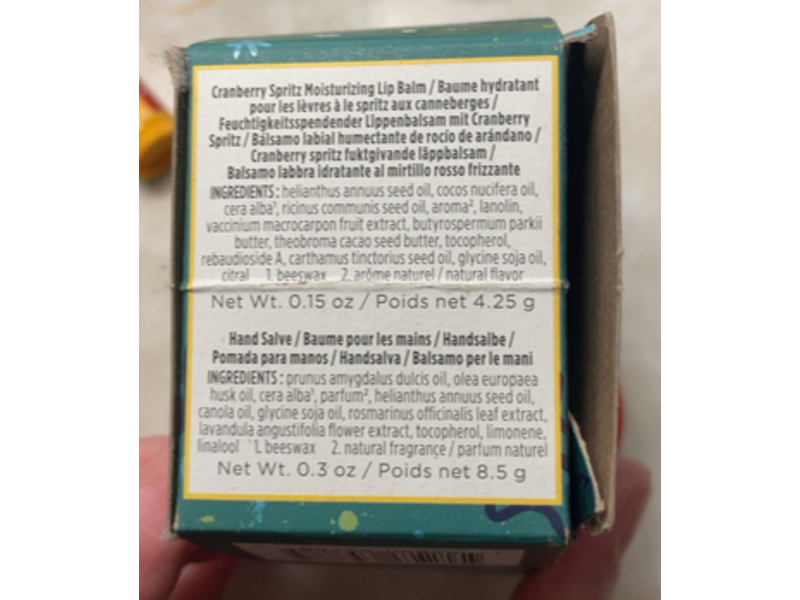 Cranberry Spritz Moisturizing Lip Balm / Baume hydratant
pour les lèvres à le spritz aux canneberges /
Feuchtigkeitsspendender Lippenbalsam mit Cranberry
Spritz / Bálsamo labial humectante de rocío de arándano /
Cranberry spritz fuktgivande läppbalsam /
Balsamo labbra idratante al mirtillo rosso frizzante
INGREDIENTS: helianthus annuus seed oil, cocos nucifera oil,
cera alba¹, ricinus communis seed oil, aroma², lanolin,
vaccinium macrocarpon fruit extract, butyrospermum parkii
butter, theobroma cacao seed butter, tocopherol,
rebaudioside A, carthamus tinctorius seed oil, glycine soja oil,
citral 1. beeswax 2. arôme naturel / natural flavor
Net Wt. 0.15 oz / Poids net 4.25 g
Hand Salve / Baume pour les mains / Handsalbe /
Pomada para manos / Handsalva / Balsamo per le mani
INGREDIENTS: prunus amygdalus dulcis oil, olea europaea
husk oil, cera alba¹, parfum², helianthus annuus seed oil,
canola oil, glycine soja oil, rosmarinus officinalis leaf extract,
lavandula angustifolia flower extract, tocopherol, limonene,
linalool 1. beeswax 2. natural fragrance / parfum naturel
Net Wt. 0.3 oz / Poids net 8.5 g